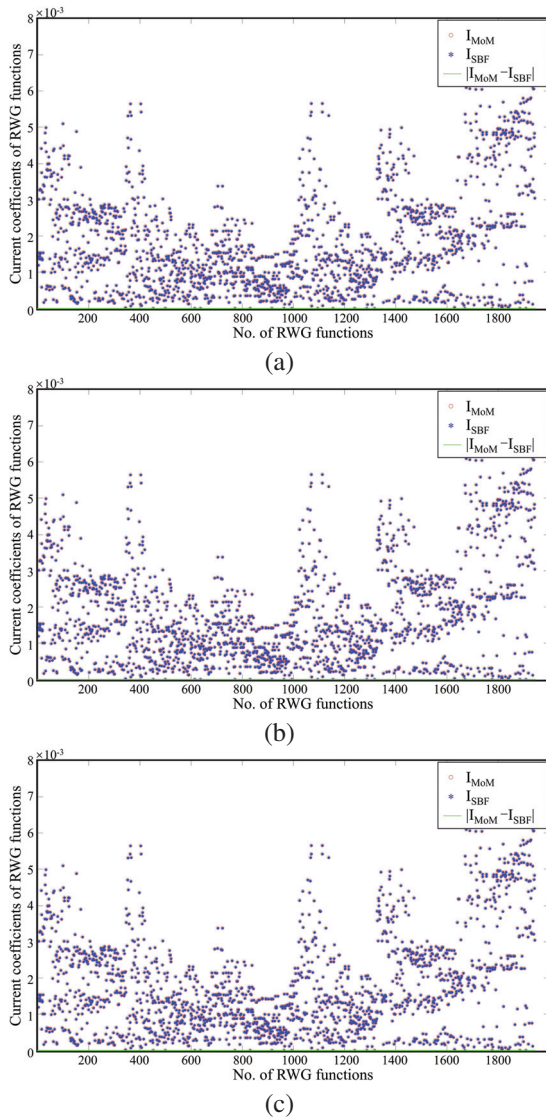 8 ×10⁻³
○ I_MoM
* I_SBF
|I_MoM −I_SBF|
7
6
5
4
3
2
1
0
Current coefficients of RWG functions
200 400 600 800 1000 1200 1400 1600 1800
No. of RWG functions
(a)
8 ×10⁻³
○ I_MoM
* I_SBF
|I_MoM −I_SBF|
7
6
5
4
3
2
1
0
Current coefficients of RWG functions
200 400 600 800 1000 1200 1400 1600 1800
No. of RWG functions
(b)
8 ×10⁻³
○ I_MoM
* I_SBF
|I_MoM −I_SBF|
7
6
5
4
3
2
1
0
Current coefficients of RWG functions
200 400 600 800 1000 1200 1400 1600 1800
No. of RWG functions
(c)